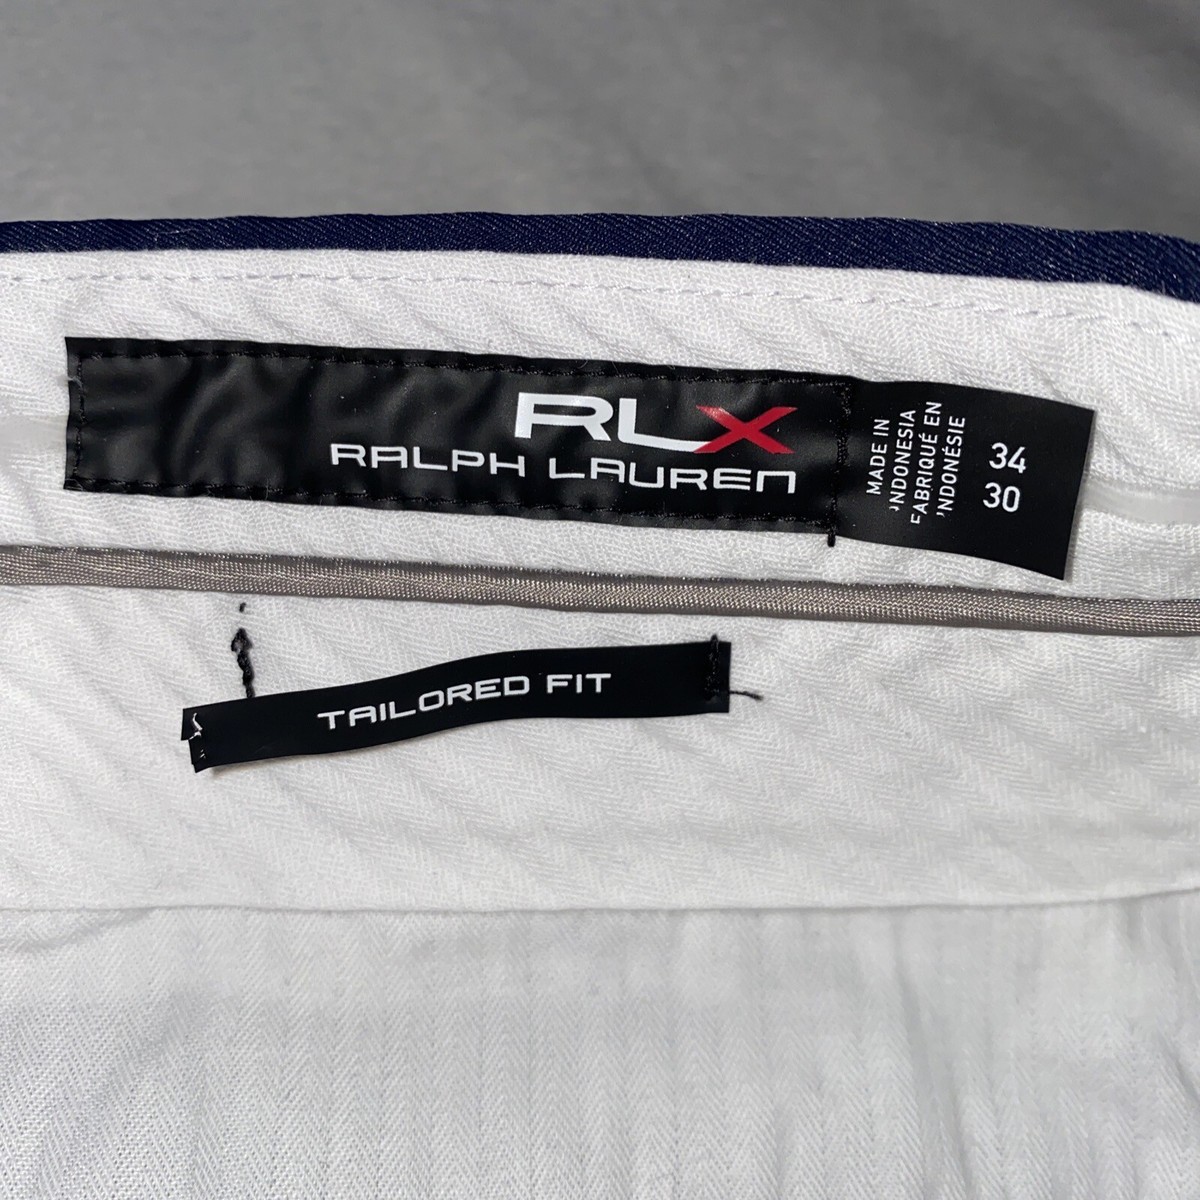 RLX
RALPH LAUREN
MADE IN
INDONESIA
FABRIQUÉ EN
INDONÉSIE
34
30
TAILORED FIT